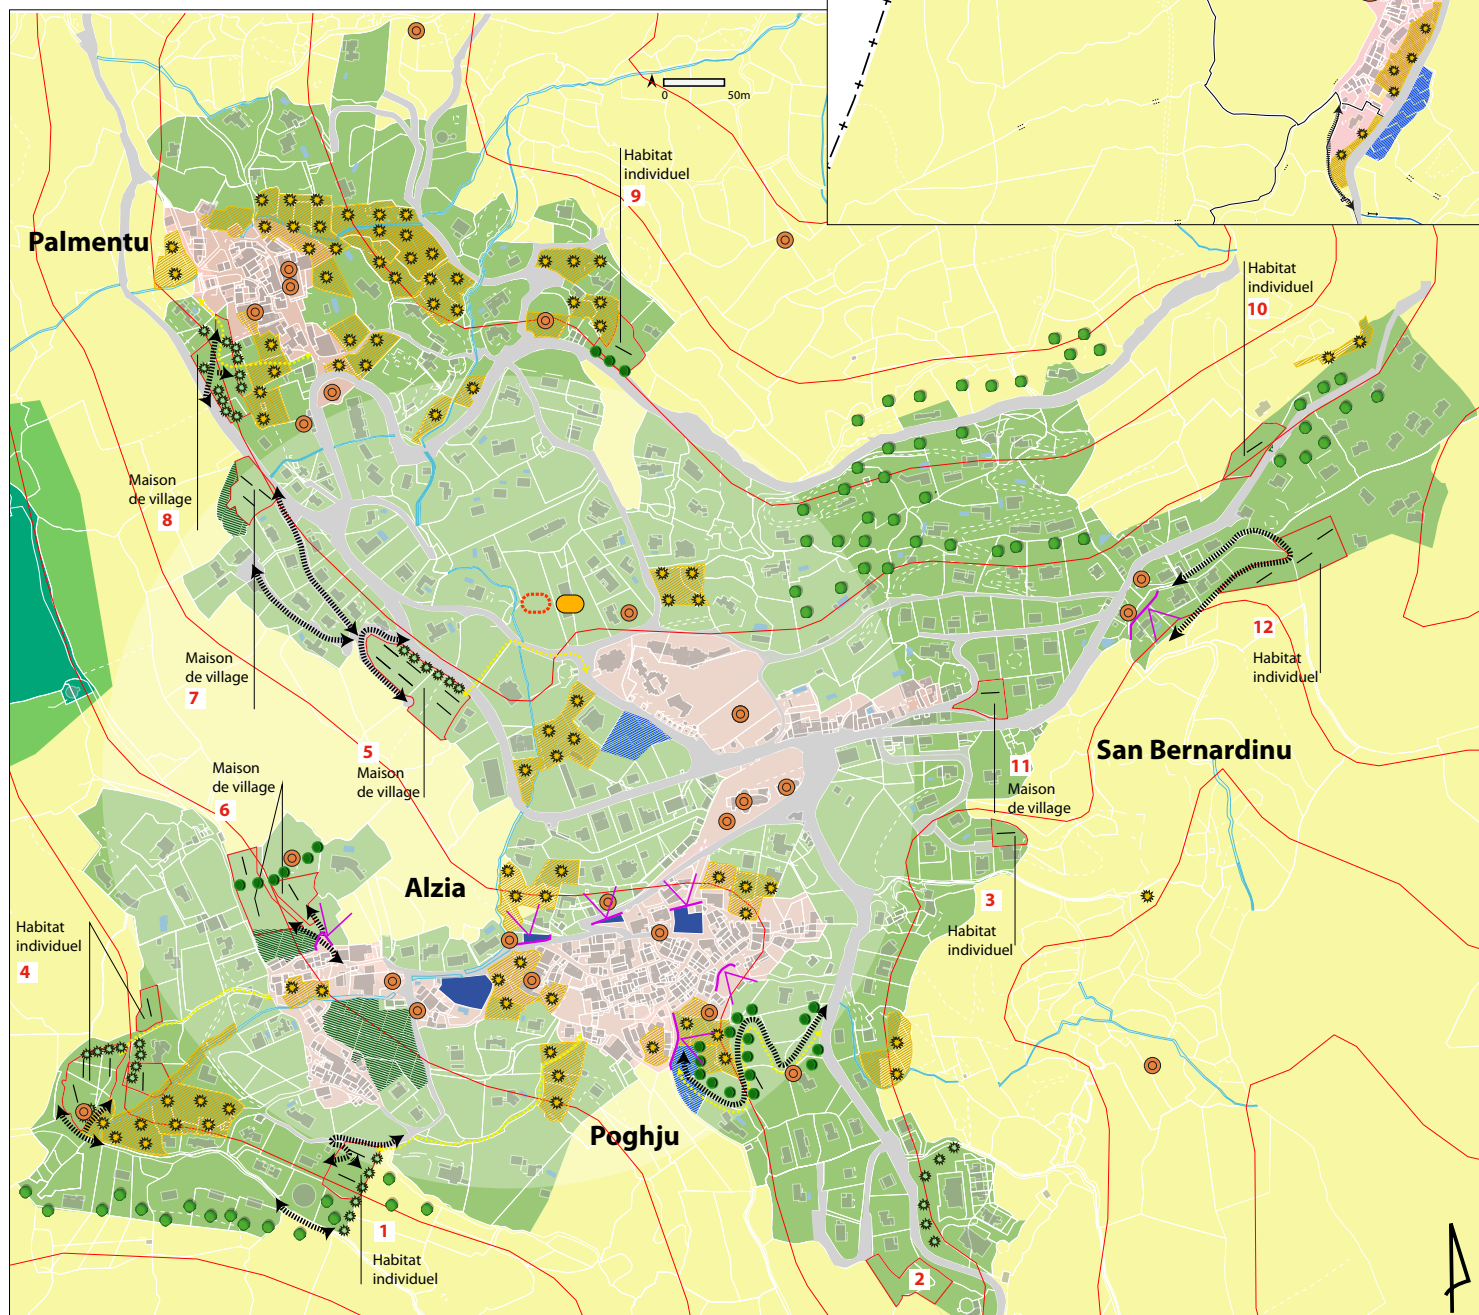 0
50m
Habitat
individuel
9
Palmentu
Habitat
individuel
10
Maison
de village
8
Maison
de village
7
12
Habitat
individuel
5
Maison
de village
Maison
de village
6
San Bernardinu
11
Maison
de village
Alzia
3
Habitat
individuel
Habitat
individuel
4
Poghju
1
Habitat
individuel
2